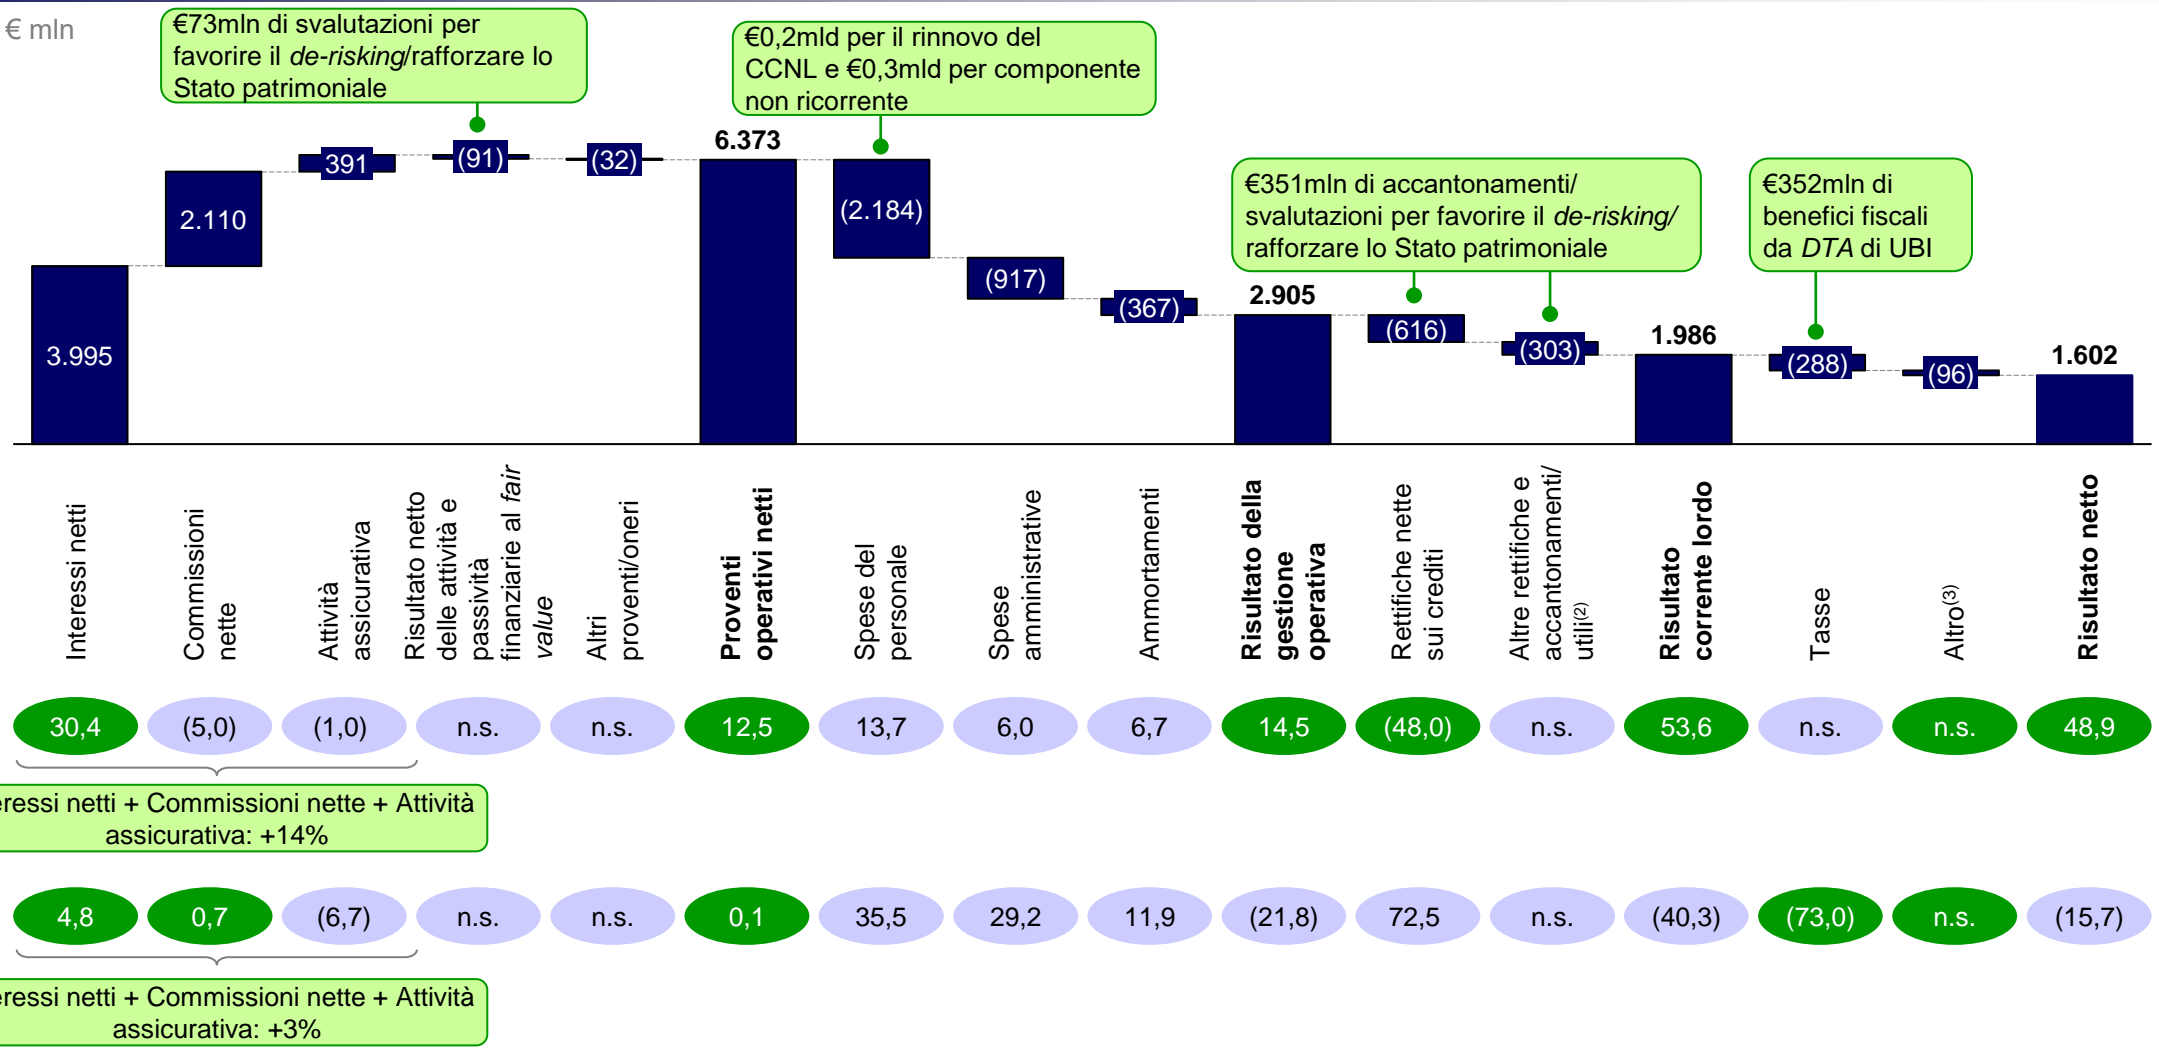 € mln
€73mln di svalutazioni per
favorire il de-risking/rafforzare lo
Stato patrimoniale
€0,2mld per il rinnovo del
CCNL e €0,3mld per componente
non ricorrente
€351mln di accantonamenti/
svalutazioni per favorire il de-risking/
rafforzare lo Stato patrimoniale
€352mln di
benefici fiscali
da DTA di UBI
3.995
2.110
391
(91)
(32)
6.373
(2.184)
(917)
(367)
2.905
(616)
(303)
1.986
(288)
(96)
1.602
Interessi netti
Commissioni
nette
Attività
assicurativa
Risultato netto
delle attività e
passività
finanziarie al fair
value
Altri
proventi/oneri
Proventi
operativi netti
Spese del
personale
Spese
amministrative
Ammortamenti
Risultato della
gestione
operativa
Rettifiche nette
sui crediti
Altre rettifiche e
accantonamenti/
utili(2)
Risultato
corrente lordo
Tasse
Altro(3)
Risultato netto
30,4 (5,0) (1,0) n.s. n.s. 12,5 13,7 6,0 6,7 14,5 (48,0) n.s. 53,6 n.s. n.s. 48,9
eressi netti + Commissioni nette + Attività
assicurativa: +14%
4,8 0,7 (6,7) n.s. n.s. 0,1 35,5 29,2 11,9 (21,8) 72,5 n.s. (40,3) (73,0) n.s. (15,7)
eressi netti + Commissioni nette + Attività
assicurativa: +3%